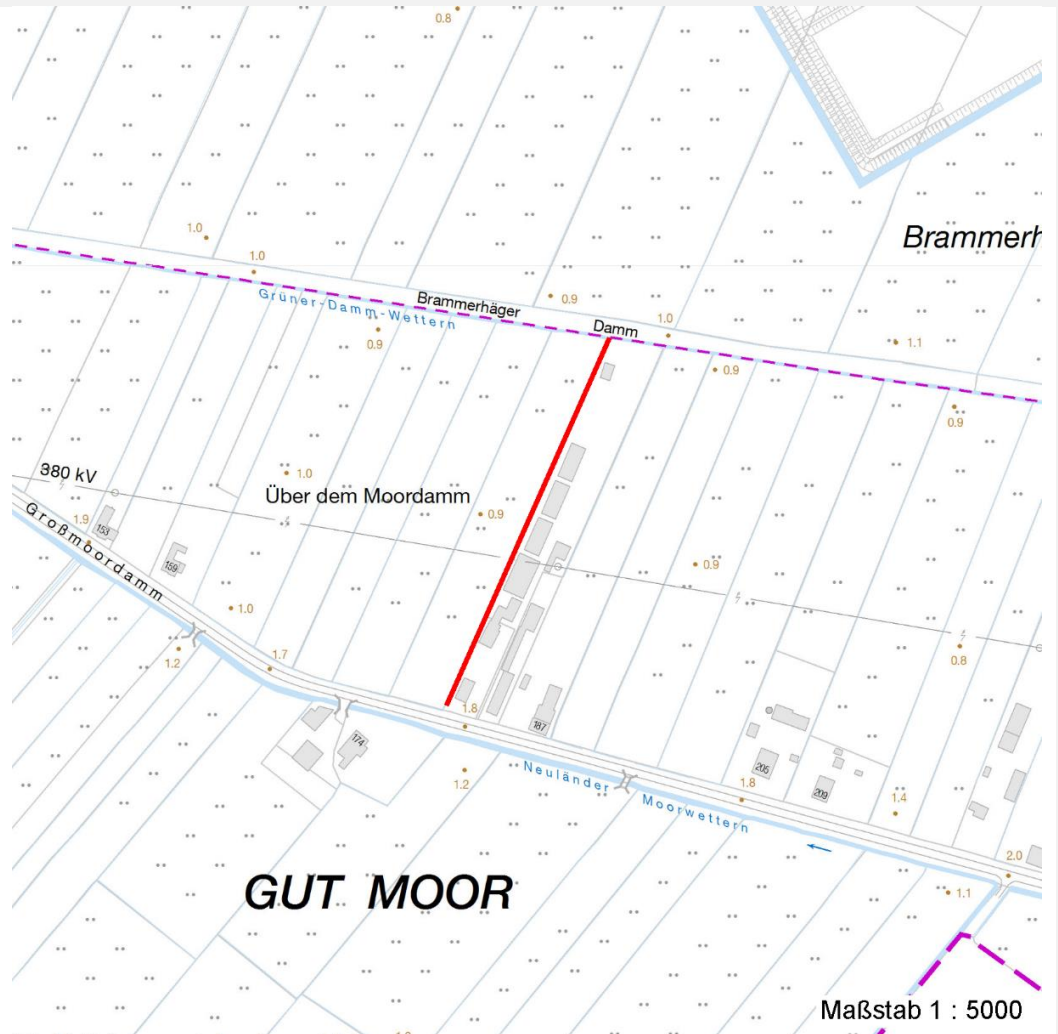 0.8
Brammerh
1.0
1.0
Grüner-Damm-Wettern
Brammerhäger
0.9
Damm
1.0
1.1
0.9
0.9
0.9
380 kV
1.0
Über dem Moordamm
0.9
1.9
153
Großmoordamm
159
0.9
1.0
1.2
1.7
0.8
1.8
187
174
1.2
Neuländer
Moorwettern
205
209
1.8
1.4
2.0
1.1
GUT MOOR
Maßstab 1 : 5000